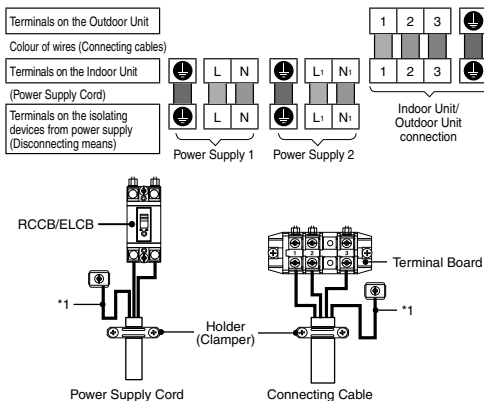 Terminals on the Outdoor Unit
1 2 3
Colour of wires (Connecting cables)
Terminals on the Indoor Unit
L N L1 N1 1 2 3
(Power Supply Cord)
Terminals on the isolating
devices from power supply
(Disconnecting means)
L N L1 N1
Indoor Unit/
Outdoor Unit
connection
Power Supply 1
Power Supply 2
RCCB/ELCB
1 2 3
Terminal Board
*1
*1
Holder
(Clamper)
Power Supply Cord
Connecting Cable